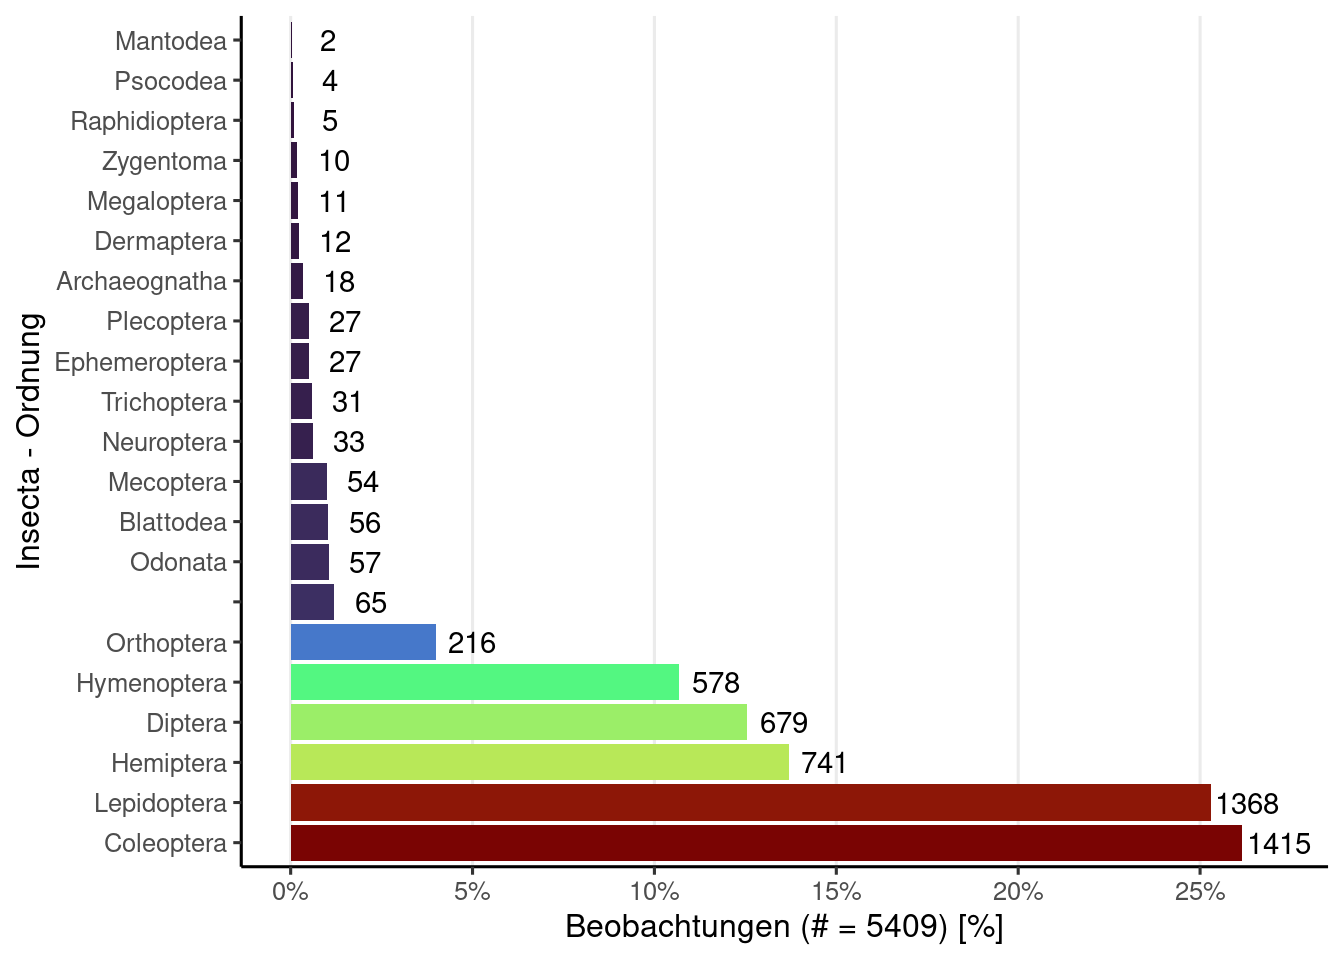 Insecta - Ordnung
Mantodea 2
Psocodea 4
Raphidioptera 5
Zygentoma 10
Megaloptera 11
Dermaptera 12
Archaeognatha 18
Plecoptera 27
Ephemeroptera 27
Trichoptera 31
Neuroptera 33
Mecoptera 54
Blattodea 56
Odonata 57
65
Orthoptera 216
Hymenoptera 578
Diptera 679
Hemiptera 741
Lepidoptera 1368
Coleoptera 1415
0% 5% 10% 15% 20% 25%
Beobachtungen (# = 5409) [%]